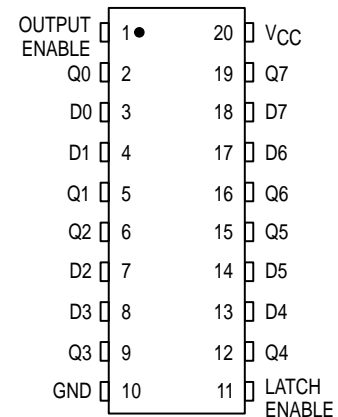 OUTPUT
ENABLE 1 20 VCC
Q0 2 19 Q7
D0 3 18 D7
D1 4 17 D6
Q1 5 16 Q6
Q2 6 15 Q5
D2 7 14 D5
D3 8 13 D4
Q3 9 12 Q4
GND 10 11 LATCH
ENABLE